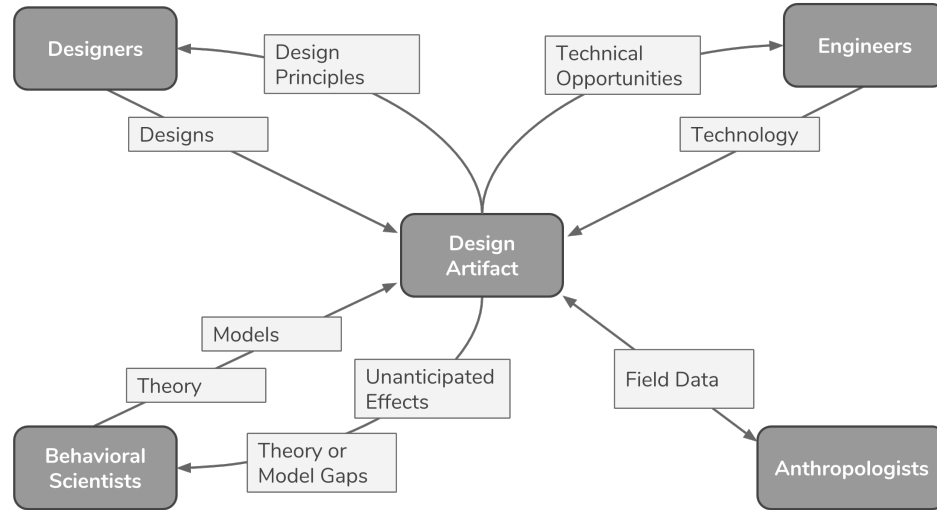 Designers
Design
Principles
Technical
Opportunities
Engineers
Designs
Technology
Design
Artifact
Models
Theory
Unanticipated
Effects
Field Data
Behavioral
Scientists
Theory or
Model Gaps
Anthropologists